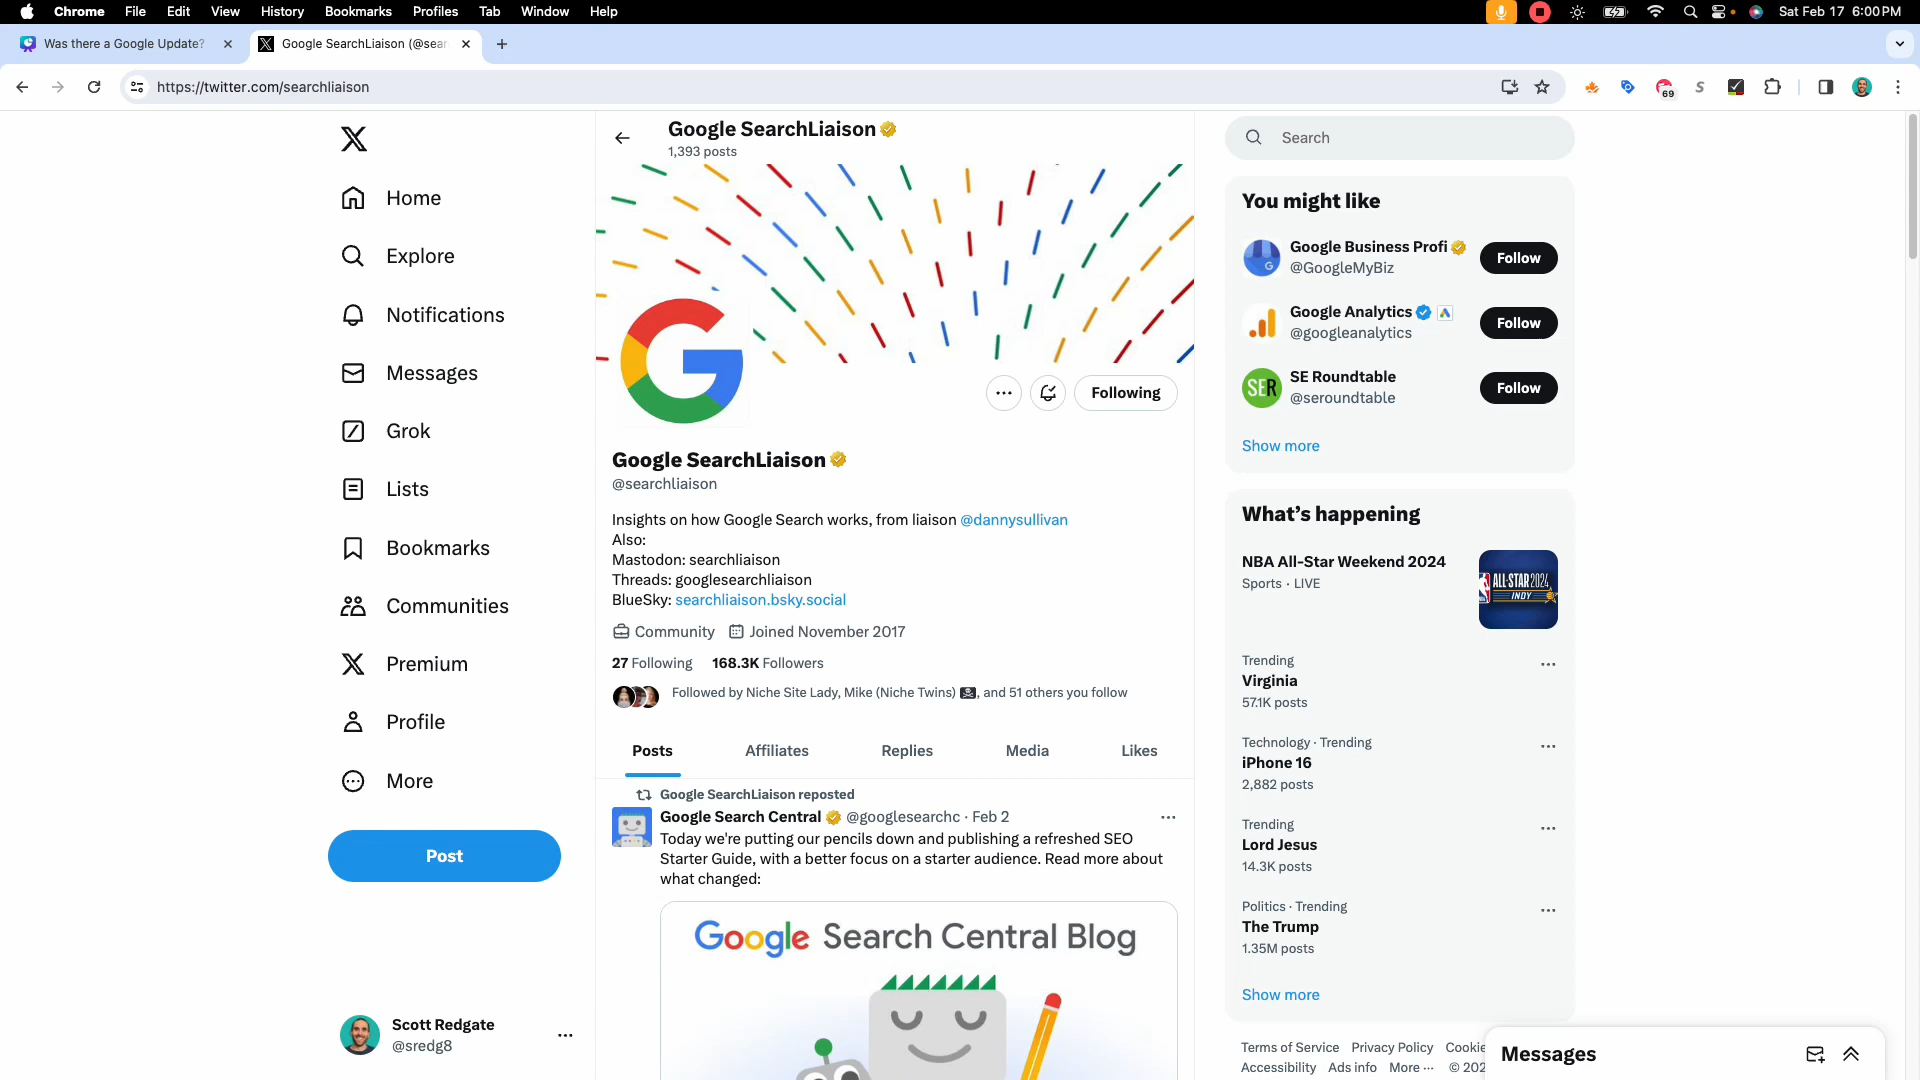 Chrome File Edit View History Bookmarks Profiles Tab Window Help
Sat Feb 17 6:00 PM
Was there a Google Update?
Google SearchLiaison (@sear
https://twitter.com/searchliaison
69
Home
Explore
Notifications
Messages
Grok
Lists
Bookmarks
Communities
Premium
Profile
More
Post
Scott Redgate
@sredg8
Google SearchLiaison
1,393 posts
Following
Google SearchLiaison
@searchliaison
Insights on how Google Search works, from liaison @dannysullivan
Also:
Mastodon: searchliaison
Threads: googlesearchliaison
BlueSky: searchliaison.bsky.social
Community Joined November 2017
27 Following 168.3K Followers
Followed by Niche Site Lady, Mike (Niche Twins) , and 51 others you follow
Posts Affiliates Replies Media Likes
Google SearchLiaison reposted
Google Search Central @googlesearchc · Feb 2
Today we're putting our pencils down and publishing a refreshed SEO
Starter Guide, with a better focus on a starter audience. Read more about
what changed:
Google Search Central Blog
Search
You might like
Google Business Profi
@GoogleMyBiz
Follow
Google Analytics
@googleanalytics
Follow
SER
SE Roundtable
@seroundtable
Follow
Show more
What's happening
NBA All-Star Weekend 2024
Sports · LIVE
ALL-STAR 2024
INDY
Trending
Virginia
57.1K posts
Technology · Trending
iPhone 16
2,882 posts
Trending
Lord Jesus
14.3K posts
Politics · Trending
The Trump
1.35M posts
Show more
Terms of Service Privacy Policy Cookie
Accessibility Ads info More ··· © 202
Messages